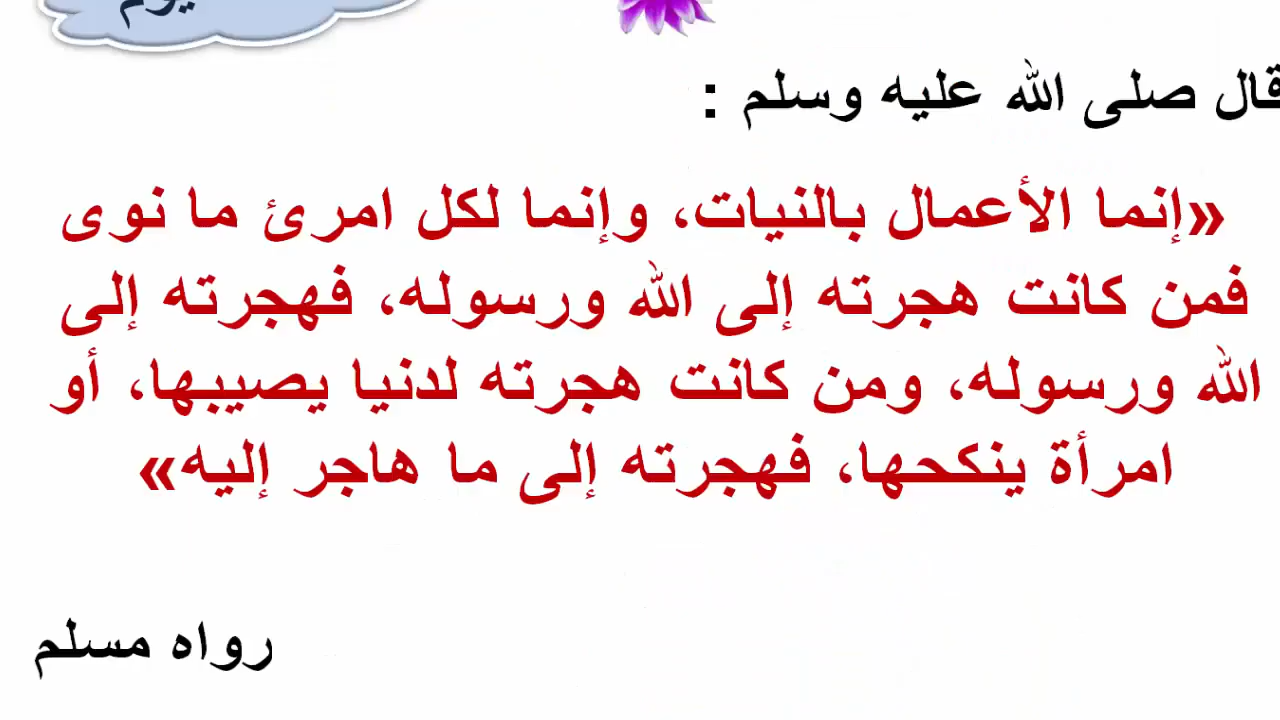 قال صلى الله عليه وسلم :
«إنما الأعمال بالنيات، وإنما لكل امرئ ما نوى
فمن كانت هجرته إلى الله ورسوله، فهجرته إلى
الله ورسوله، ومن كانت هجرته لدنيا يصيبها، أو
امرأة ينكحها، فهجرته إلى ما هاجر إليه»
رواه مسلم